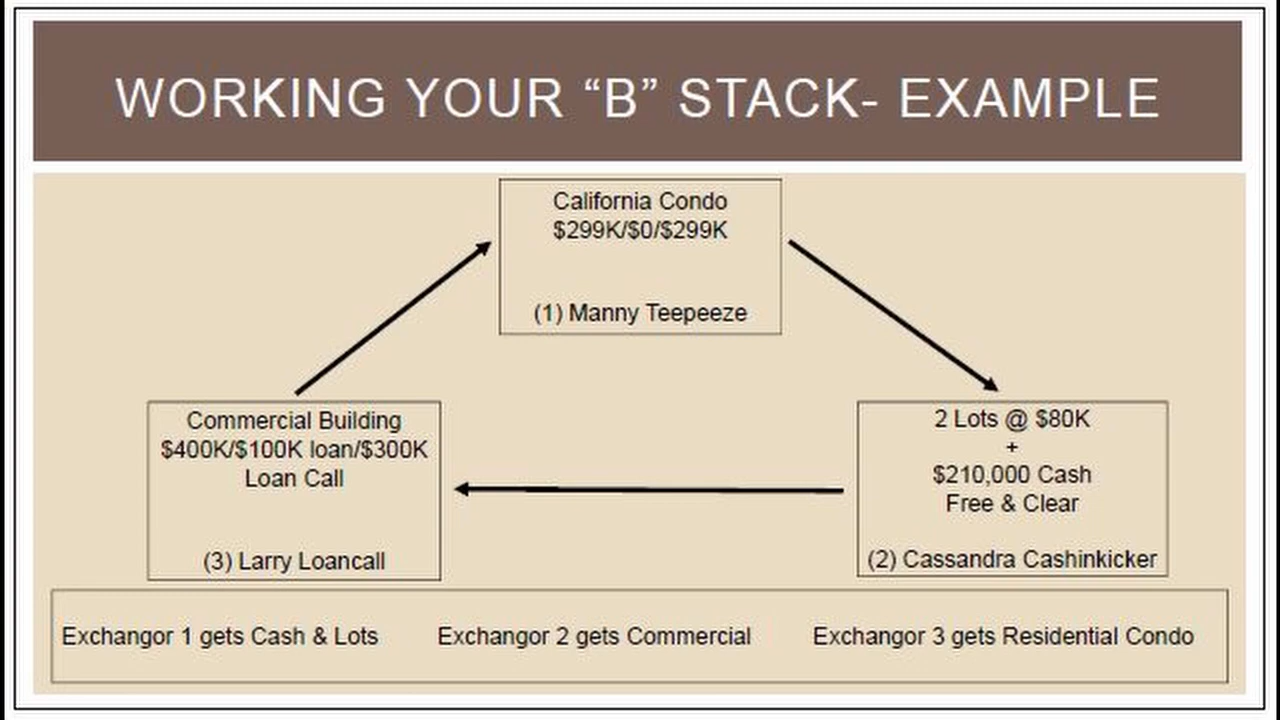 WORKING YOUR “B” STACK- EXAMPLE
California Condo
$299K/$0/$299K
(1) Manny Teepeeze
Commercial Building
$400K/$100K loan/$300K
Loan Call
(3) Larry Loancall
2 Lots @ $80K
+
$210,000 Cash
Free & Clear
(2) Cassandra Cashinkicker
Exchangor 1 gets Cash & Lots
Exchangor 2 gets Commercial
Exchangor 3 gets Residential Condo